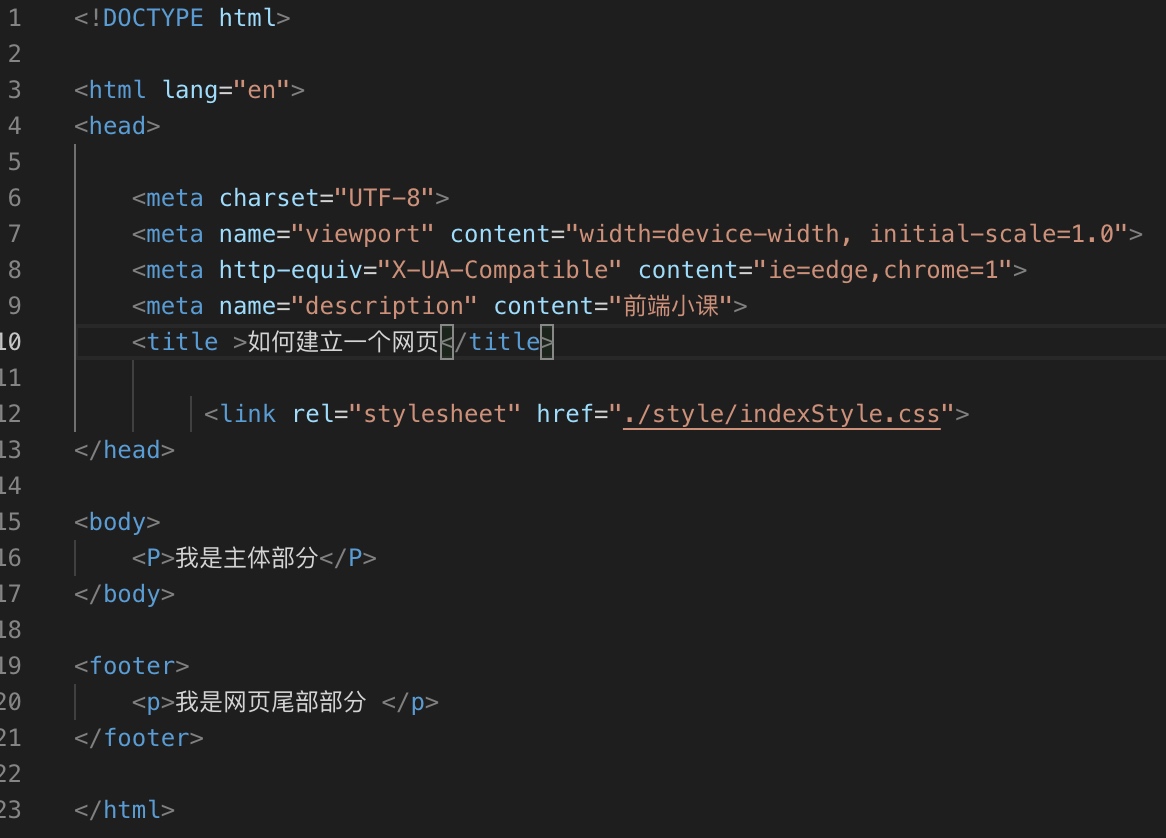 1 <!DOCTYPE html>
2
3 <html lang="en">
4 <head>
5
6 <meta charset="UTF-8">
7 <meta name="viewport" content="width=device-width, initial-scale=1.0">
8 <meta http-equiv="X-UA-Compatible" content="ie=edge,chrome=1">
9 <meta name="description" content="前端小课">
10 <title >如何建立一个网页</title>
11
12 <link rel="stylesheet" href="./style/indexStyle.css">
13 </head>
14
15 <body>
16 <P>我是主体部分</P>
17 </body>
18
19 <footer>
20 <p>我是网页尾部部分 </p>
21 </footer>
22
23 </html>